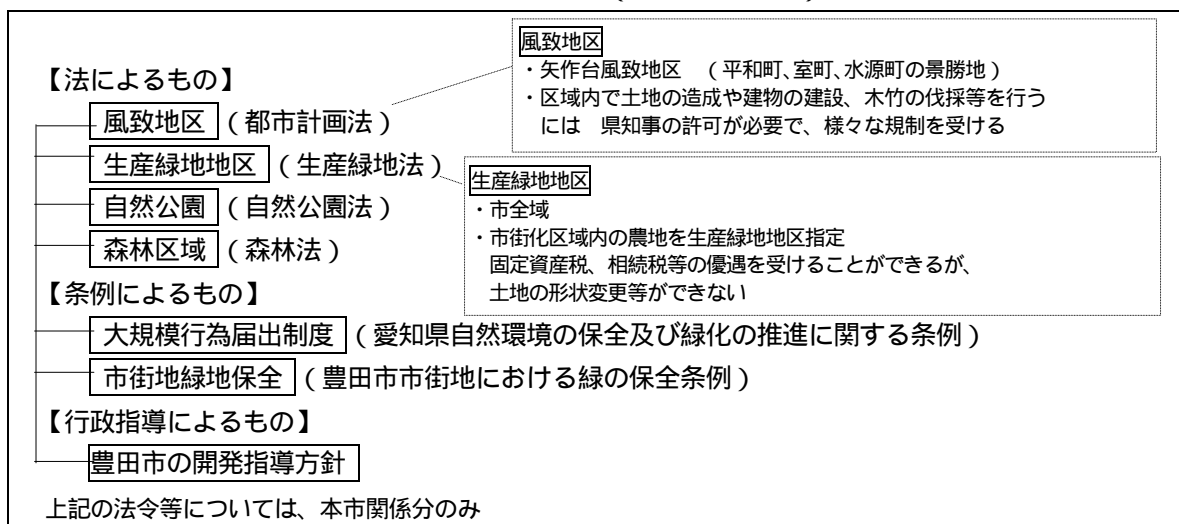 【法によるもの】
風致地区（都市計画法）
生産緑地地区（生産緑地法）
自然公園（自然公園法）
森林区域（森林法）
【条例によるもの】
大規模行為届出制度（愛知県自然環境の保全及び緑化の推進に関する条例）
市街地緑地保全（豊田市市街地における緑の保全条例）
【行政指導によるもの】
豊田市の開発指導方針
上記の法令等については、本市関係分のみ
風致地区
・矢作台風致地区　（平和町、室町、水源町の景勝地）
・区域内で土地の造成や建物の建設、木竹の伐採等を行う
には　県知事の許可が必要で、様々な規制を受ける
生産緑地地区
・市全域
・市街化区域内の農地を生産緑地地区指定
固定資産税、相続税等の優遇を受けることができるが、
土地の形状変更等ができない